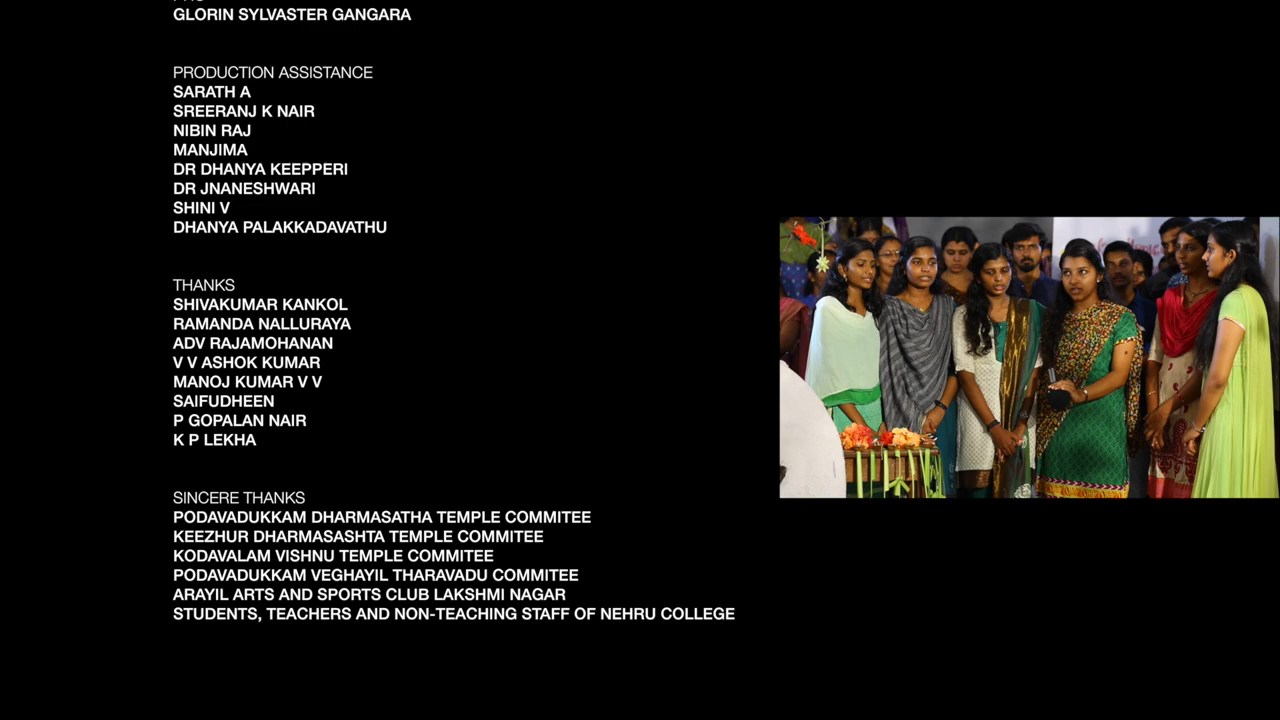 GLORIN SYLVASTER GANGARA
PRODUCTION ASSISTANCE
SARATH A
SREERANJ K NAIR
NIBIN RAJ
MANJIMA
DR DHANYA KEEPPERI
DR JNANESHWARI
SHINI V
DHANYA PALAKKADAVATHU
THANKS
SHIVAKUMAR KANKOL
RAMANDA NALLURAYA
ADV RAJAMOHANAN
V V ASHOK KUMAR
MANOJ KUMAR V V
SAIFUDHEEN
P GOPALAN NAIR
K P LEKHA
SINCERE THANKS
PODAVADUKKAM DHARMASATHA TEMPLE COMMITEE
KEEZHUR DHARMASASHTA TEMPLE COMMITEE
KODAVALAM VISHNU TEMPLE COMMITEE
PODAVADUKKAM VEGHAYIL THARAVADU COMMITEE
ARAYIL ARTS AND SPORTS CLUB LAKSHMI NAGAR
STUDENTS, TEACHERS AND NON-TEACHING STAFF OF NEHRU COLLEGE